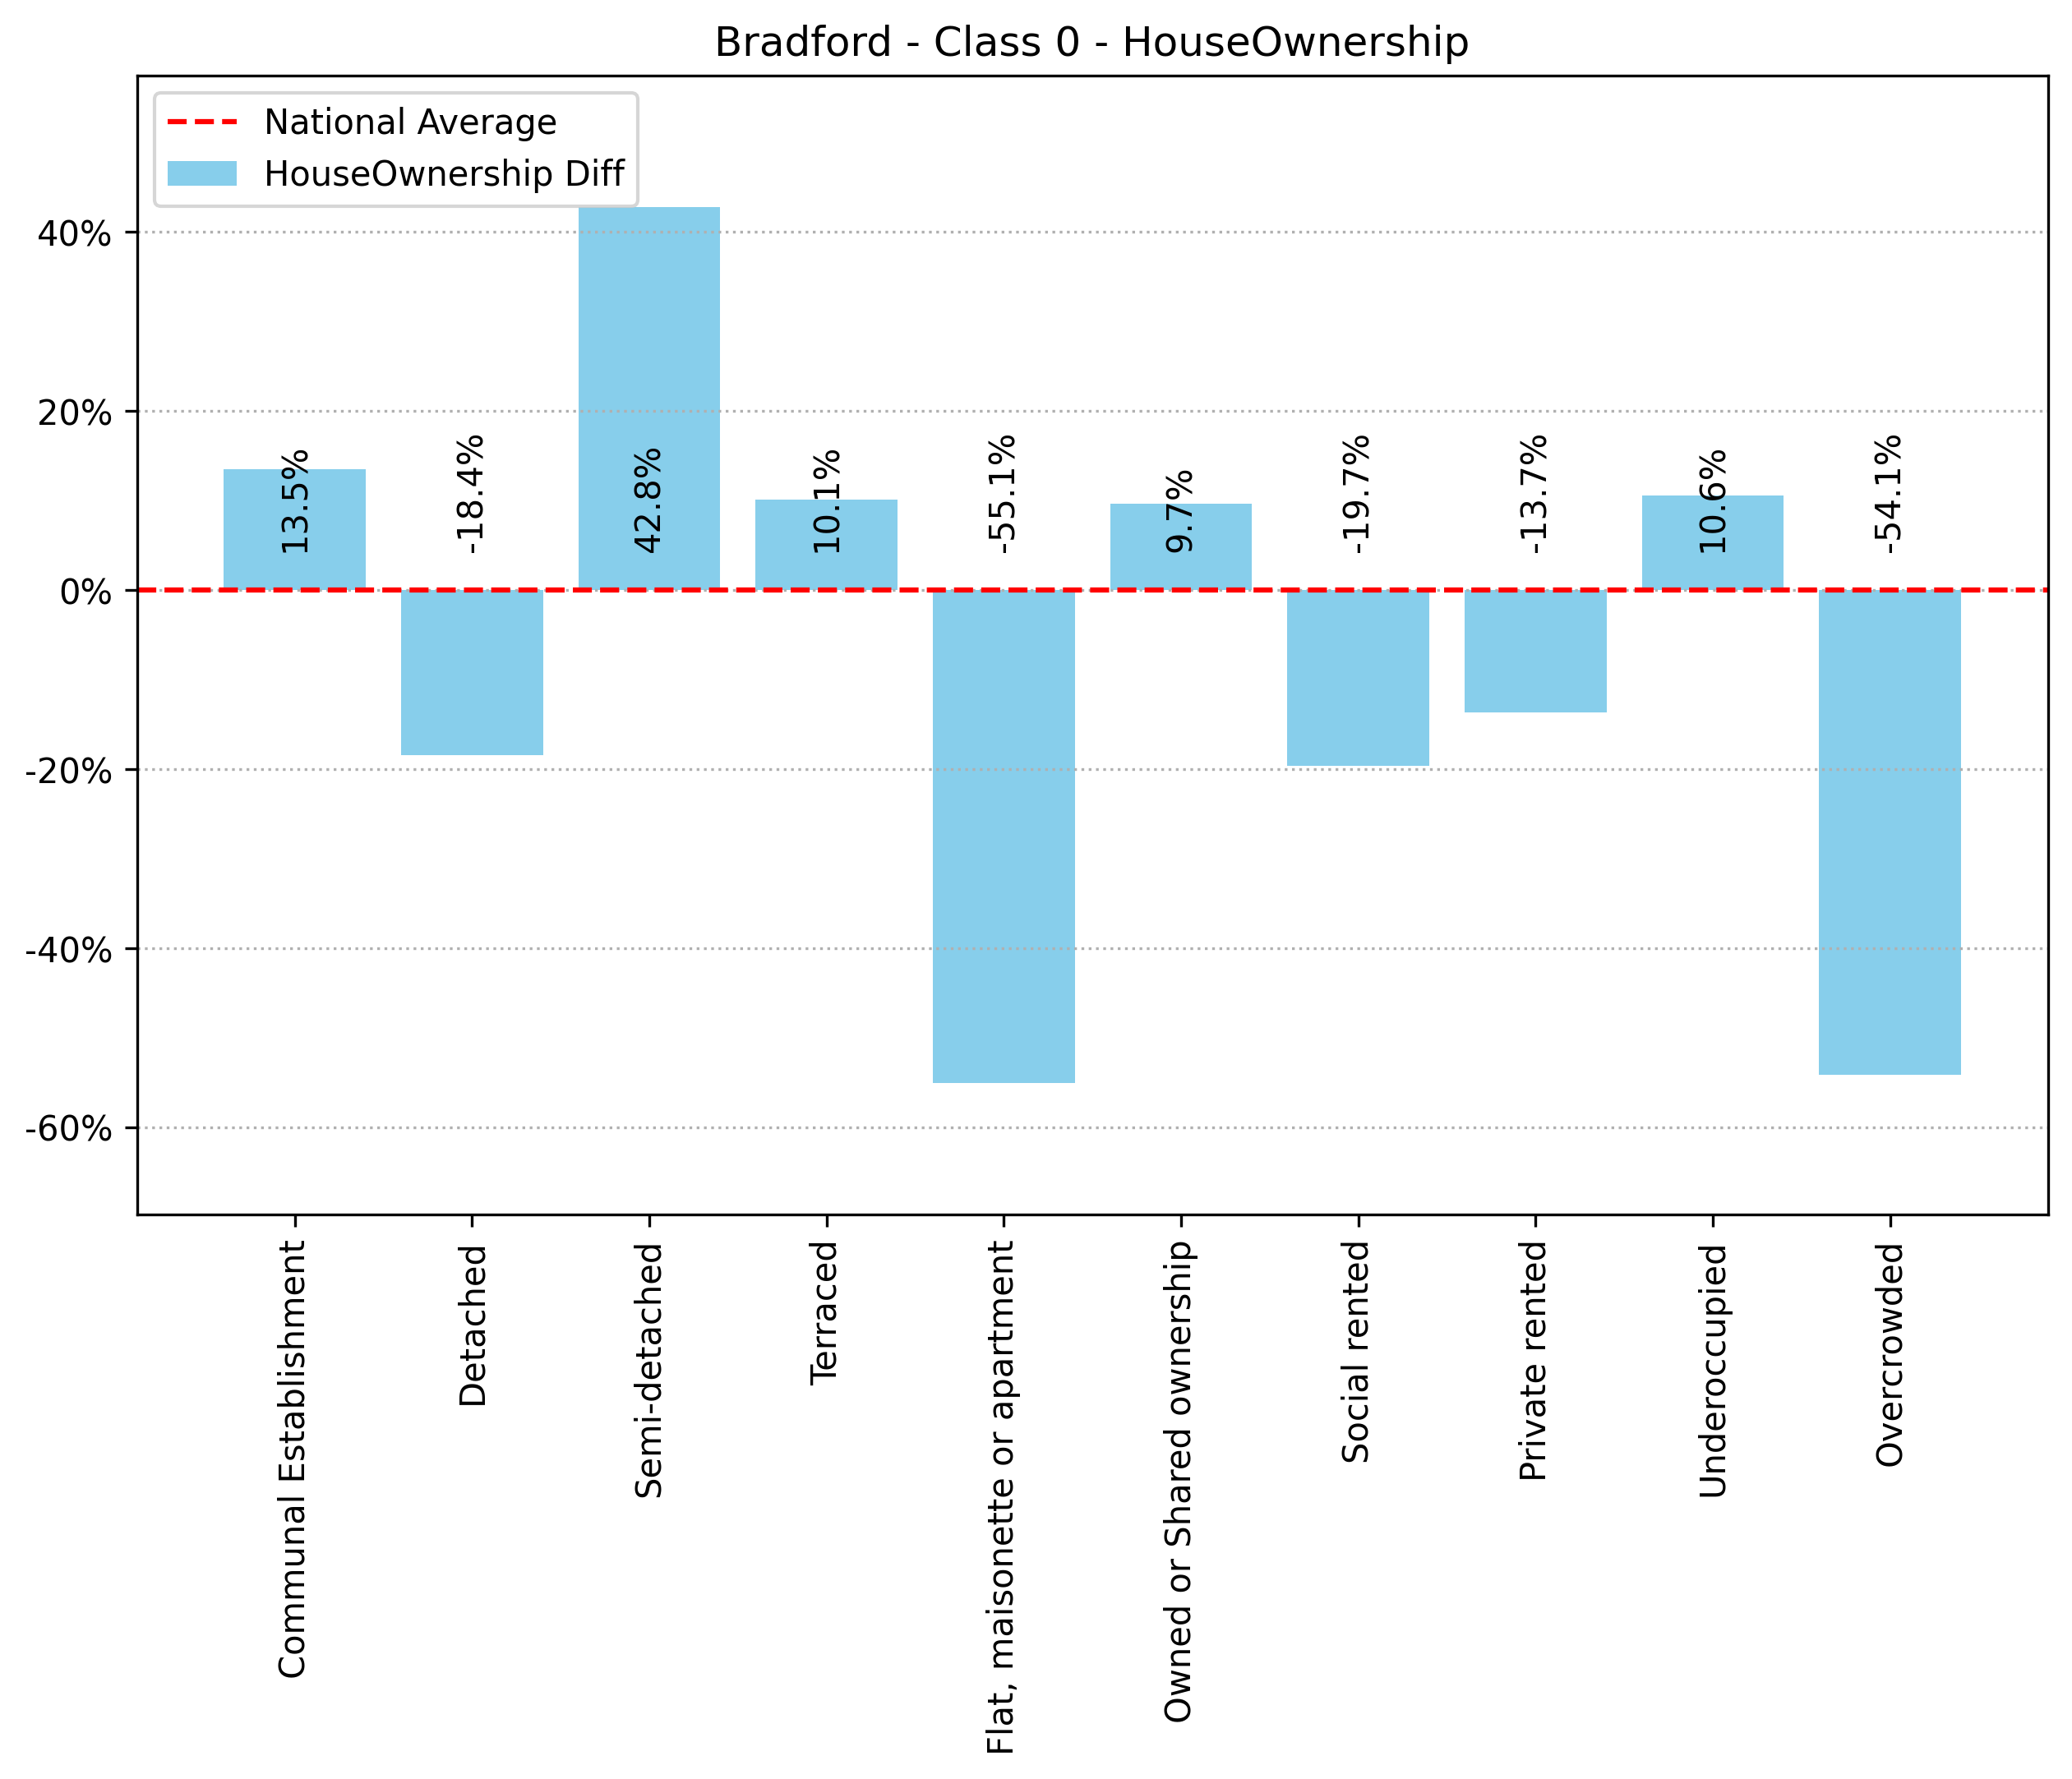 Bradford - Class 0 - HouseOwnership
National Average
HouseOwnership Diff
40%
20%
0%
-20%
-40%
-60%
13.5%
-18.4%
42.8%
10.1%
-55.1%
9.7%
-19.7%
-13.7%
10.6%
-54.1%
Communal Establishment
Detached
Semi-detached
Terraced
Flat, maisonette or apartment
Owned or Shared ownership
Social rented
Private rented
Underoccupied
Overcrowded